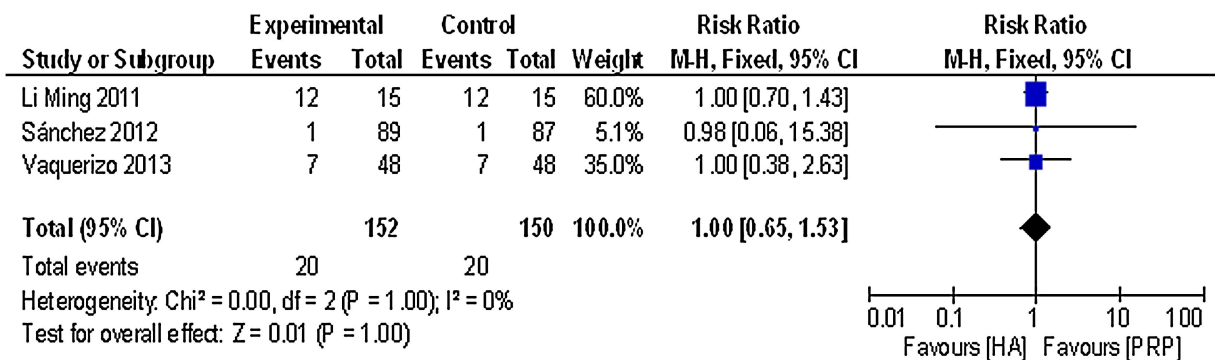 Experimental Control Risk Ratio Risk Ratio
Study or Subgroup Events Total Events Total Weight M-H, Fixed, 95% CI M-H, Fixed, 95% CI
Li Ming 2011 12 15 12 15 60.0% 1.00 [0.70, 1.43]
Sánchez 2012 1 89 1 87 5.1% 0.98 [0.06, 15.38]
Vaquerizo 2013 7 48 7 48 35.0% 1.00 [0.38, 2.63]
Total (95% CI) 152 150 100.0% 1.00 [0.65, 1.53]
Total events 20 20
Heterogeneity: Chi² = 0.00, df = 2 (P = 1.00); I² = 0%
Test for overall effect: Z = 0.01 (P = 1.00)
0.01 0.1 1 10 100
Favours [HA] Favours [PRP]